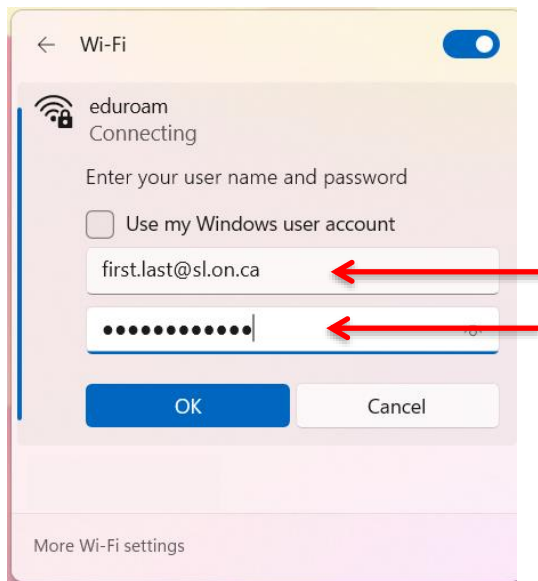 Wi-Fi
eduroam
Connecting
Enter your user name and password
Use my Windows user account
first.last@sl.on.ca
●●●●●●●●●●●●
OK
Cancel
More Wi-Fi settings